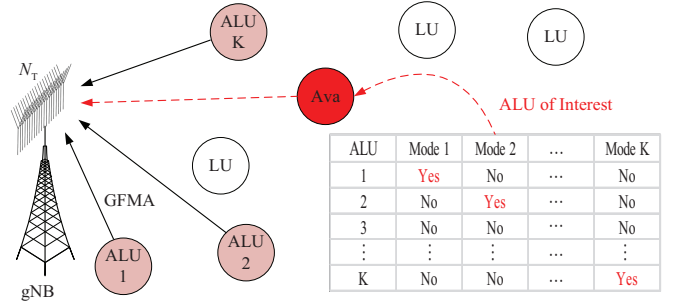 ALU
K
LU
LU
N_T
Ava
ALU of Interest
LU
GFMA
ALU
1
ALU
2
gNB
ALU Mode 1 Mode 2 ... Mode K
1 Yes No No
2 No Yes No
3 No No No
⋮ ⋮ ⋮ ... ⋮
K No No ... Yes